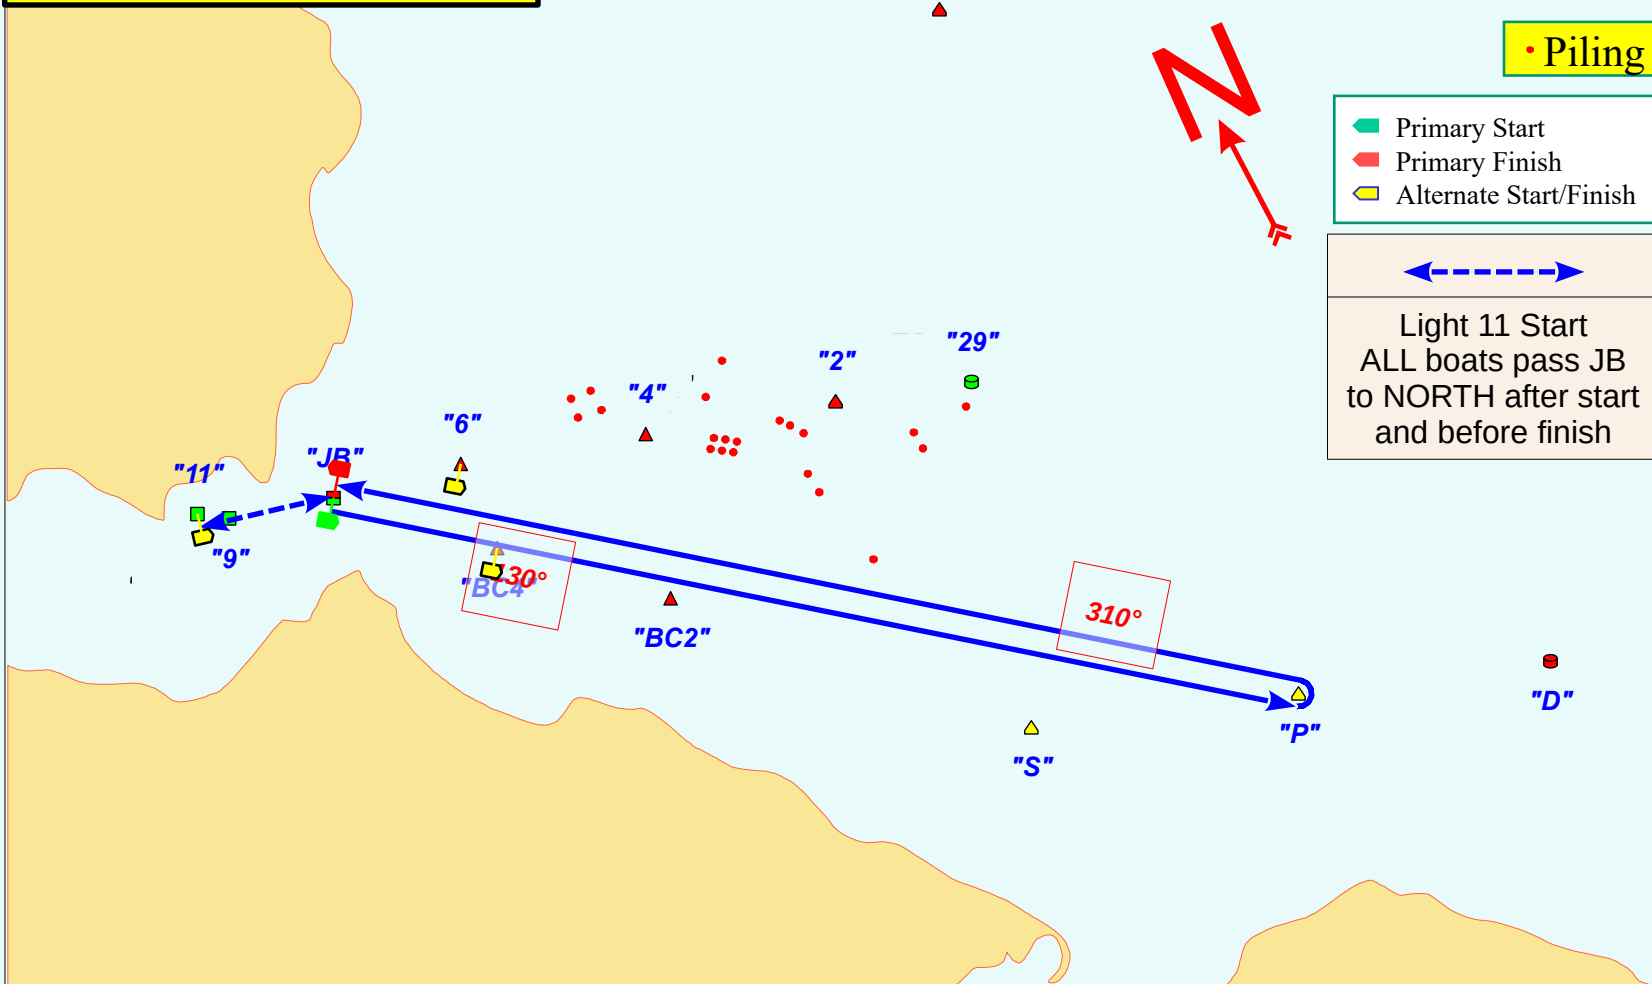 N
Piling
Primary Start
Primary Finish
Alternate Start/Finish
Light 11 Start
ALL boats pass JB
to NORTH after start
and before finish
"29"
"2"
"4"
"6"
"JB"
"11"
"9"
130°
"BC4"
"BC2"
310°
"D"
"P"
"S"